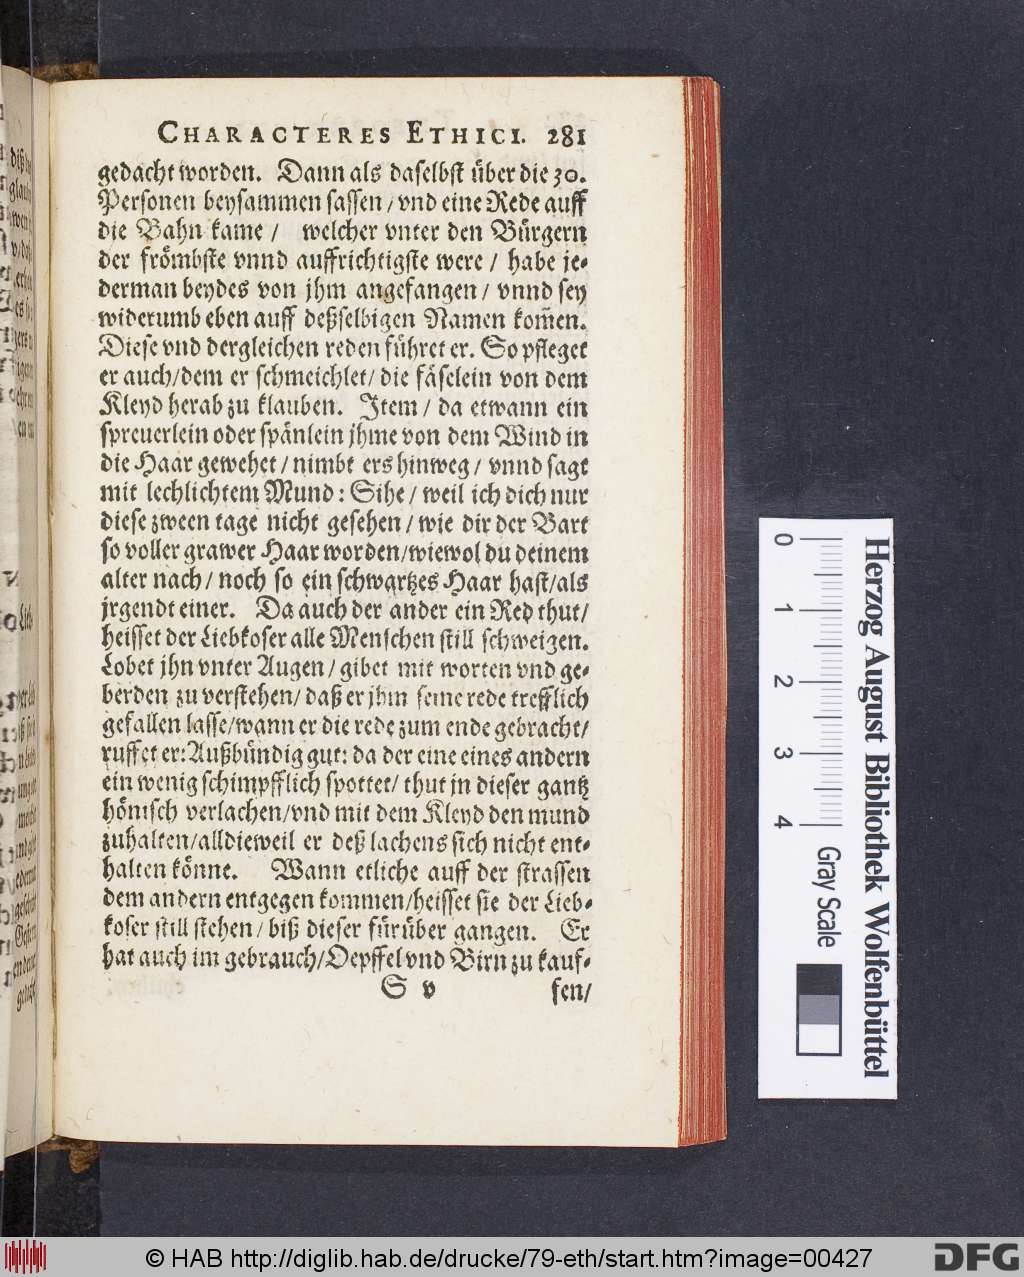 CHARACTERES ETHICI. 281
gedacht worden. Dann als daselbst über die 30.
Personen beysammen sassen / vnd eine Rede auff
die Bahn kame / welcher vnter den Bürgern
der frömbste vnnd auffrichtigste were / habe je-
derman beydes von jhm angefangen / vnnd sey
widerumb eben auff deßselbigen Namen kom̃en.
Diese vnd dergleichen reden führet er. So pfleget
er auch/dem er schmeichlet/ die fäselein von dem
Kleyd herab zu klauben. Item / da etwann ein
spreuerlein oder spänlein jhme von dem Wind in
die Haar gewehet / nimbt ers hinweg / vnnd sagt
mit lechlichtem Mund: Sihe / weil ich dich nur
diese zween tage nicht gesehen / wie dir der Bart
so voller grawer Haar worden/wiewol du deinem
alter nach / noch so ein schwartzes Haar hast/als
jrgendt einer. Da auch der ander ein Red thut/
heisset der Liebkoser alle Menschen still schweigen.
Lobet jhn vnter Augen / gibet mit worten vnd ge-
berden zu verstehen/ daß er jhm seine rede trefflich
gefallen lasse/wann er die rede zum ende gebracht/
ruffet er: Außbündig gut: da der eine eines andern
ein wenig schimpfflich spottet/ thut in dieser gantz
hönisch verlachen/vnd mit dem Kleyd den mund
zuhalten/alldieweil er deß lachens sich nicht ent-
halten könne. Wann etliche auff der strassen
dem andern entgegen kommen/heisset sie der Lieb-
koser still stehen / biß dieser fürüber gangen. Er
hat auch im gebrauch/Oepffel vnd Birn zu kauf-
S v fen/
0 1 2 3 4
Gray Scale
Herzog August Bibliothek Wolfenbüttel
© HAB http://diglib.hab.de/drucke/79-eth/start.htm?image=00427
DFG